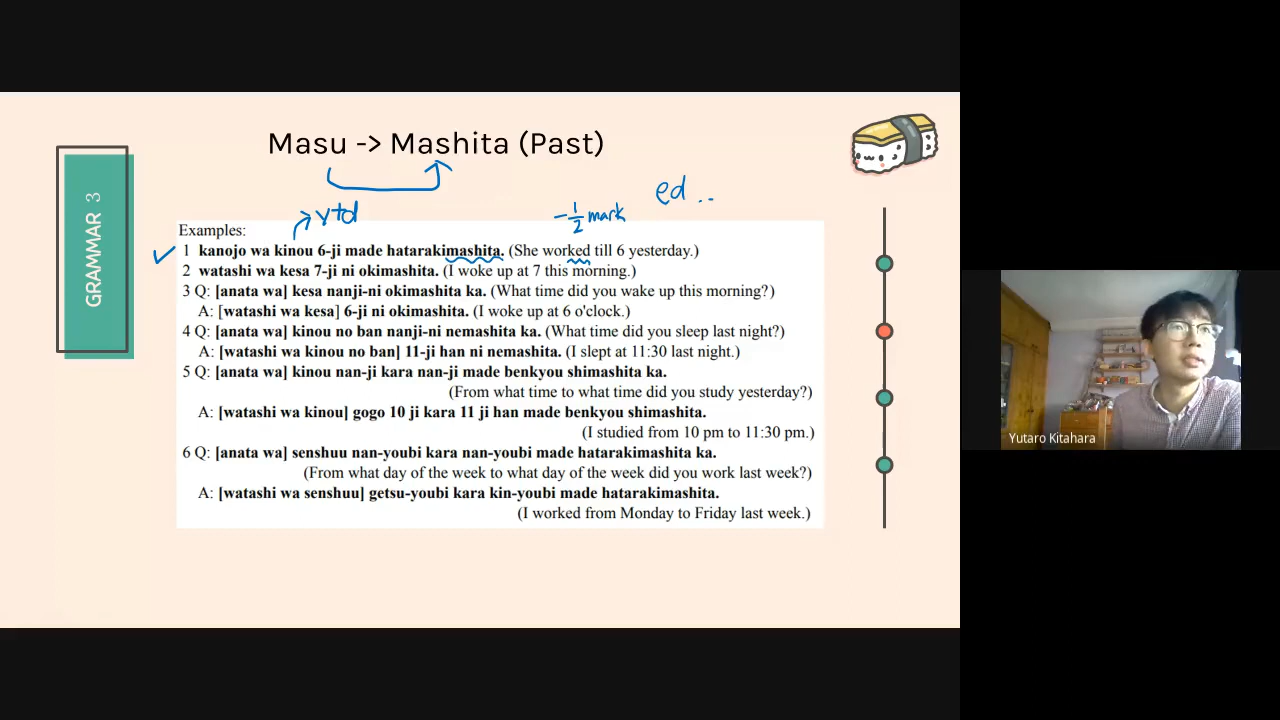 Masu -> Mashita (Past)
GRAMMAR 3
ed ..
ytd
-1/2 mark
Examples:
1 kanojo wa kinou 6-ji made hatarakimashita. (She worked till 6 yesterday.)
2 watashi wa kesa 7-ji ni okimashita. (I woke up at 7 this morning.)
3 Q: [anata wa] kesa nanji-ni okimashita ka. (What time did you wake up this morning?)
A: [watashi wa kesa] 6-ji ni okimashita. (I woke up at 6 o'clock.)
4 Q: [anata wa] kinou no ban nanji-ni nemashita ka. (What time did you sleep last night?)
A: [watashi wa kinou no ban] 11-ji han ni nemashita. (I slept at 11:30 last night.)
5 Q: [anata wa] kinou nan-ji kara nan-ji made benkyou shimashita ka.
(From what time to what time did you study yesterday?)
A: [watashi wa kinou] gogo 10 ji kara 11 ji han made benkyou shimashita.
(I studied from 10 pm to 11:30 pm.)
6 Q: [anata wa] senshuu nan-youbi kara nan-youbi made hatarakimashita ka.
(From what day of the week to what day of the week did you work last week?)
A: [watashi wa senshuu] getsu-youbi kara kin-youbi made hatarakimashita.
(I worked from Monday to Friday last week.)
Yutaro Kitahara